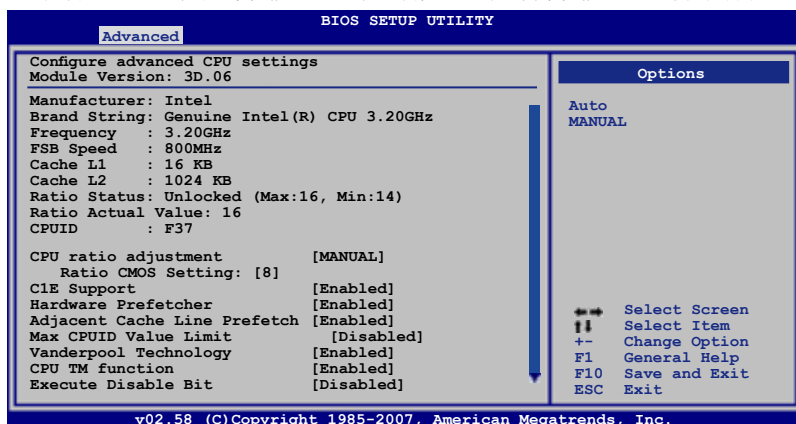 BIOS SETUP UTILITY
Advanced
Configure advanced CPU settings
Module Version: 3D.06
Manufacturer: Intel
Brand String: Genuine Intel(R) CPU 3.20GHz
Frequency : 3.20GHz
FSB Speed : 800MHz
Cache L1 : 16 KB
Cache L2 : 1024 KB
Ratio Status: Unlocked (Max:16, Min:14)
Ratio Actual Value: 16
CPUID : F37
CPU ratio adjustment [MANUAL]
Ratio CMOS Setting: [8]
C1E Support [Enabled]
Hardware Prefetcher [Enabled]
Adjacent Cache Line Prefetch [Enabled]
Max CPUID Value Limit [Disabled]
Vanderpool Technology [Enabled]
CPU TM function [Enabled]
Execute Disable Bit [Disabled]
Options
Auto
MANUAL
Select Screen
Select Item
+- Change Option
F1 General Help
F10 Save and Exit
ESC Exit
v02.58 (C)Copyright 1985-2007, American Megatrends, Inc.